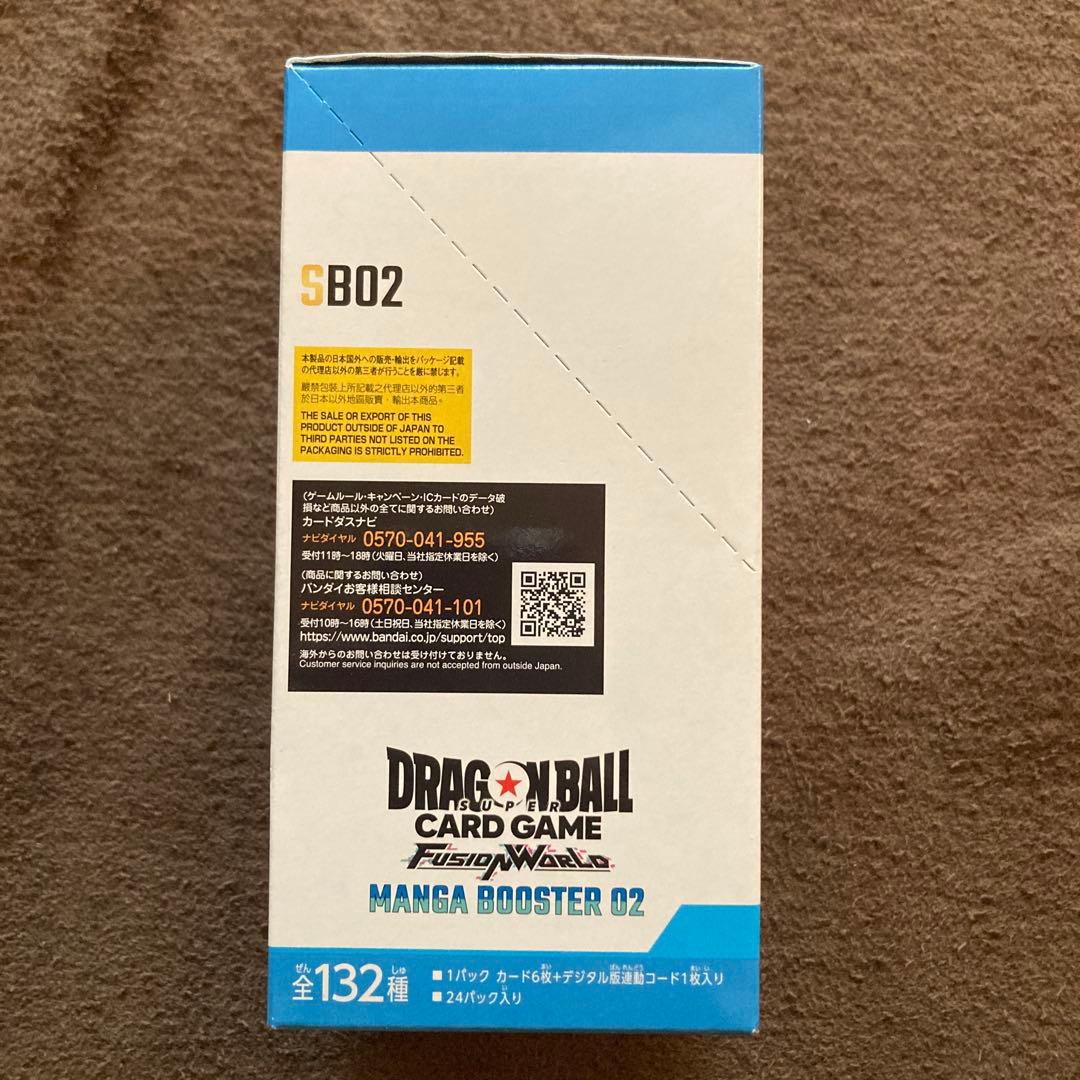 SB02
本製品の日本国外への販売・輸出をパッケージ記載
の代理店以外の第三者が行うことを厳に禁じます。
嚴禁包裝上所記載之代理店以外的第三者
於日本以外地區販賣・輸出本商品。
THE SALE OR EXPORT OF THIS
PRODUCT OUTSIDE OF JAPAN TO
THIRD PARTIES NOT LISTED ON THE
PACKAGING IS STRICTLY PROHIBITED.
(ゲームルール・キャンペーン・ICカードのデータ破
損など商品以外の全てに関するお問い合わせ)
カードダスナビ
ナビダイヤル 0570-041-955
受付11時～18時(火曜日、当社指定休業日を除く)
(商品に関するお問い合わせ)
バンダイお客様相談センター
ナビダイヤル 0570-041-101
受付10時～16時(土日祝日、当社指定休業日を除く)
https://www.bandai.co.jp/support/top
海外からのお問い合わせは受け付けておりません。
Customer service inquiries are not accepted from outside Japan.
DRAGON BALL
SUPER
CARD GAME
FUSION WORLD
MANGA BOOSTER 02
全132種
ぜん しゅ
■1パック カード6枚+デジタル版連動コード1枚入り
まい ばんれんどう まいい
■24パック入り
い